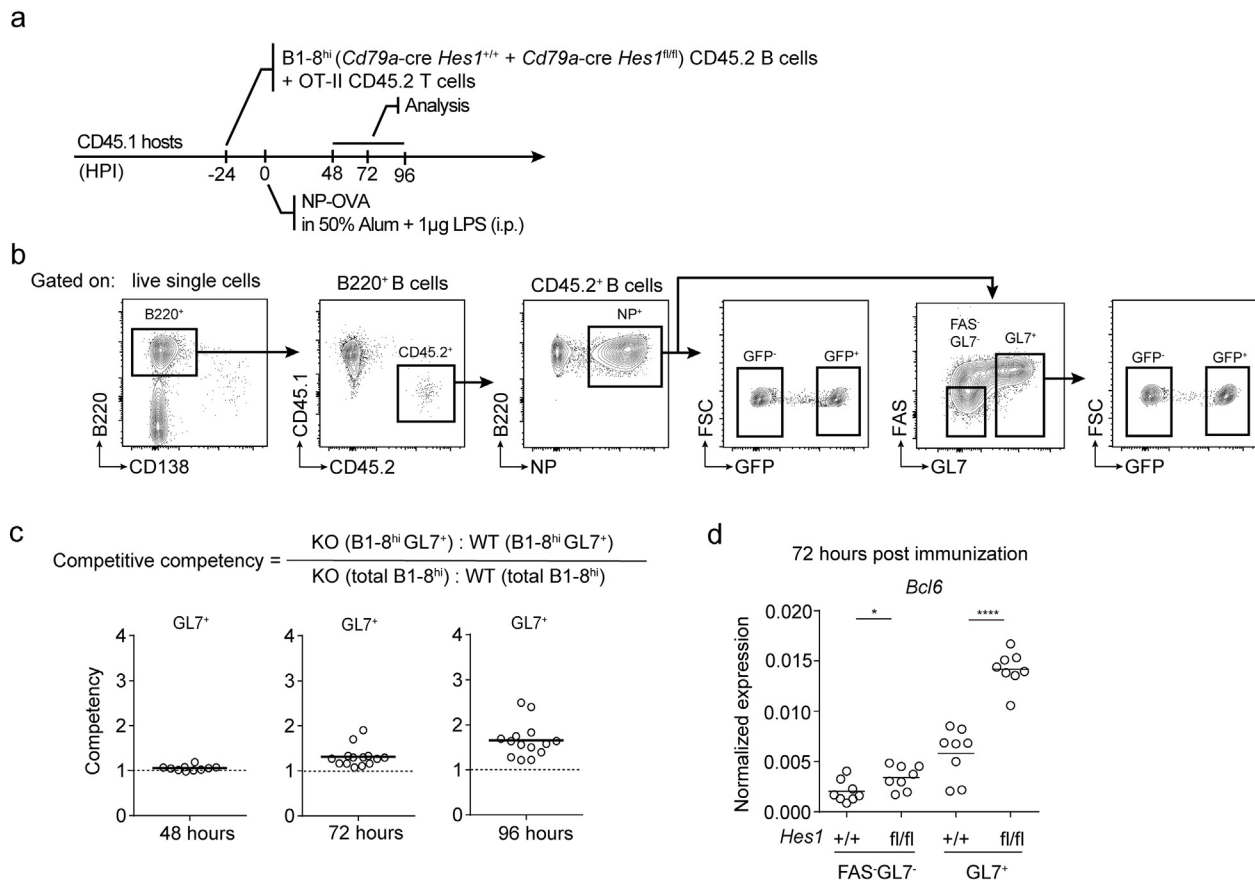 a
B1-8hi (Cd79a-cre Hes1+/+ + Cd79a-cre Hes1fl/fl) CD45.2 B cells
+ OT-II CD45.2 T cells
Analysis
CD45.1 hosts
(HPI)
-24 0 48 72 96
NP-OVA
in 50% Alum + 1µg LPS (i.p.)
b
Gated on: live single cells B220+ B cells CD45.2+ B cells
B220+
CD45.2+
NP+
GFP- GFP+
FAS-
GL7-
GL7+
GFP- GFP+
B220
CD138
CD45.1
CD45.2
B220
NP
FSC
GFP
FAS
GL7
FSC
GFP
c
Competitive competency =
KO (B1-8hi GL7+) : WT (B1-8hi GL7+)
KO (total B1-8hi) : WT (total B1-8hi)
Competency
GL7+
4
3
2
1
0
48 hours
GL7+
4
3
2
1
0
72 hours
GL7+
4
3
2
1
0
96 hours
d
72 hours post immunization
Bcl6
Normalized expression
0.020
0.015
0.010
0.005
0.000
* ****
Hes1 +/+ fl/fl +/+ fl/fl
FAS-GL7- GL7+